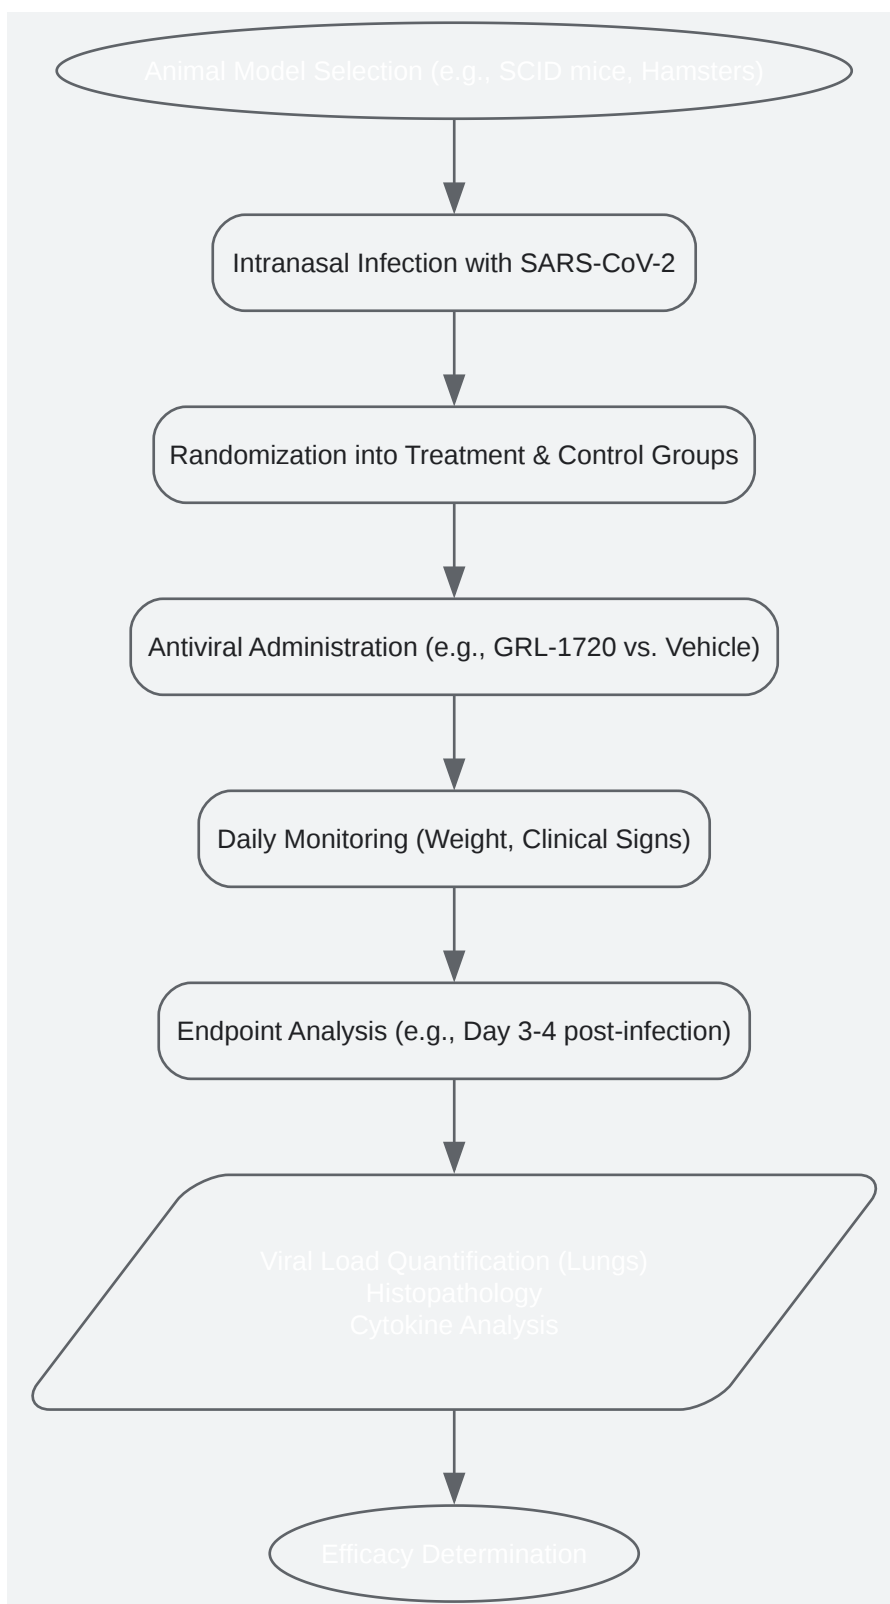 Animal Model Selection (e.g., SCID mice, Hamsters)
Intranasal Infection with SARS-CoV-2
Randomization into Treatment & Control Groups
Antiviral Administration (e.g., GRL-1720 vs. Vehicle)
Daily Monitoring (Weight, Clinical Signs)
Endpoint Analysis (e.g., Day 3-4 post-infection)
Viral Load Quantification (Lungs)
Histopathology
Cytokine Analysis
Efficacy Determination